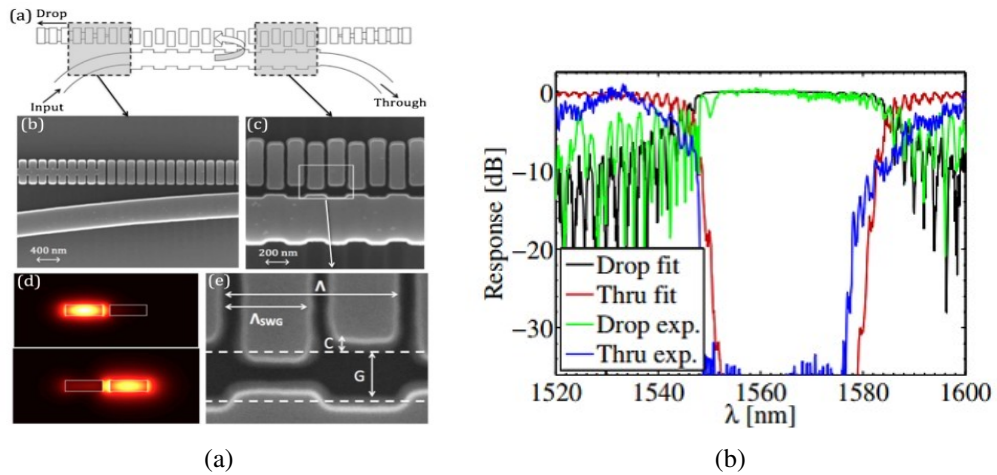 (a)
Drop
Input
Through
(b)
400 nm
(c)
200 nm
(d)
(e)
Λ
ΛSWG
C
G
(a)
Response [dB]
0
−10
−20
−30
Drop fit
Thru fit
Drop exp.
Thru exp.
1520
1540
1560
1580
1600
λ [nm]
(b)